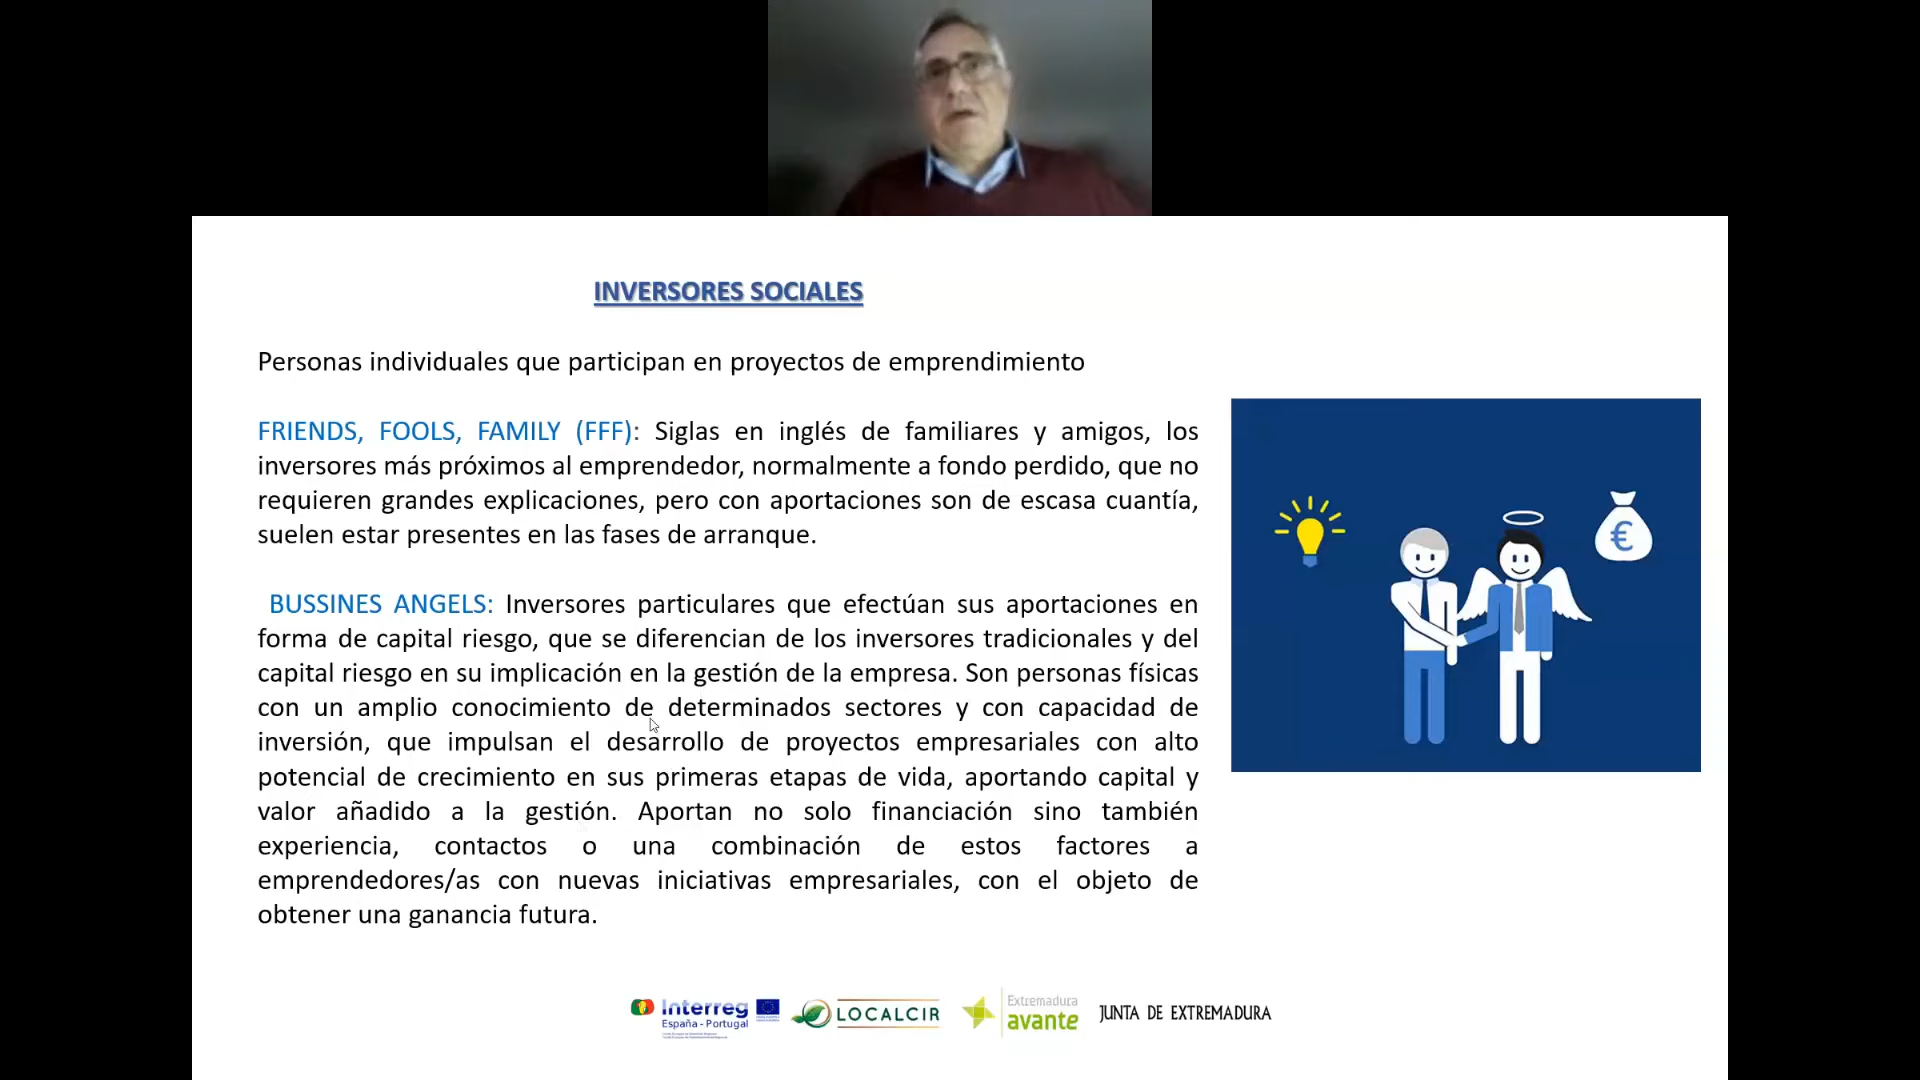 INVERSORES SOCIALES
Personas individuales que participan en proyectos de emprendimiento
FRIENDS, FOOLS, FAMILY (FFF): Siglas en inglés de familiares y amigos, los
inversores más próximos al emprendedor, normalmente a fondo perdido, que no
requieren grandes explicaciones, pero con aportaciones son de escasa cuantía,
suelen estar presentes en las fases de arranque.
BUSSINES ANGELS: Inversores particulares que efectúan sus aportaciones en
forma de capital riesgo, que se diferencian de los inversores tradicionales y del
capital riesgo en su implicación en la gestión de la empresa. Son personas físicas
con un amplio conocimiento de determinados sectores y con capacidad de
inversión, que impulsan el desarrollo de proyectos empresariales con alto
potencial de crecimiento en sus primeras etapas de vida, aportando capital y
valor añadido a la gestión. Aportan no solo financiación sino también
experiencia, contactos o una combinación de estos factores a
emprendedores/as con nuevas iniciativas empresariales, con el objeto de
obtener una ganancia futura.
€
Interreg
España - Portugal
LOCALCIR
Extremadura
avante
JUNTA DE EXTREMADURA